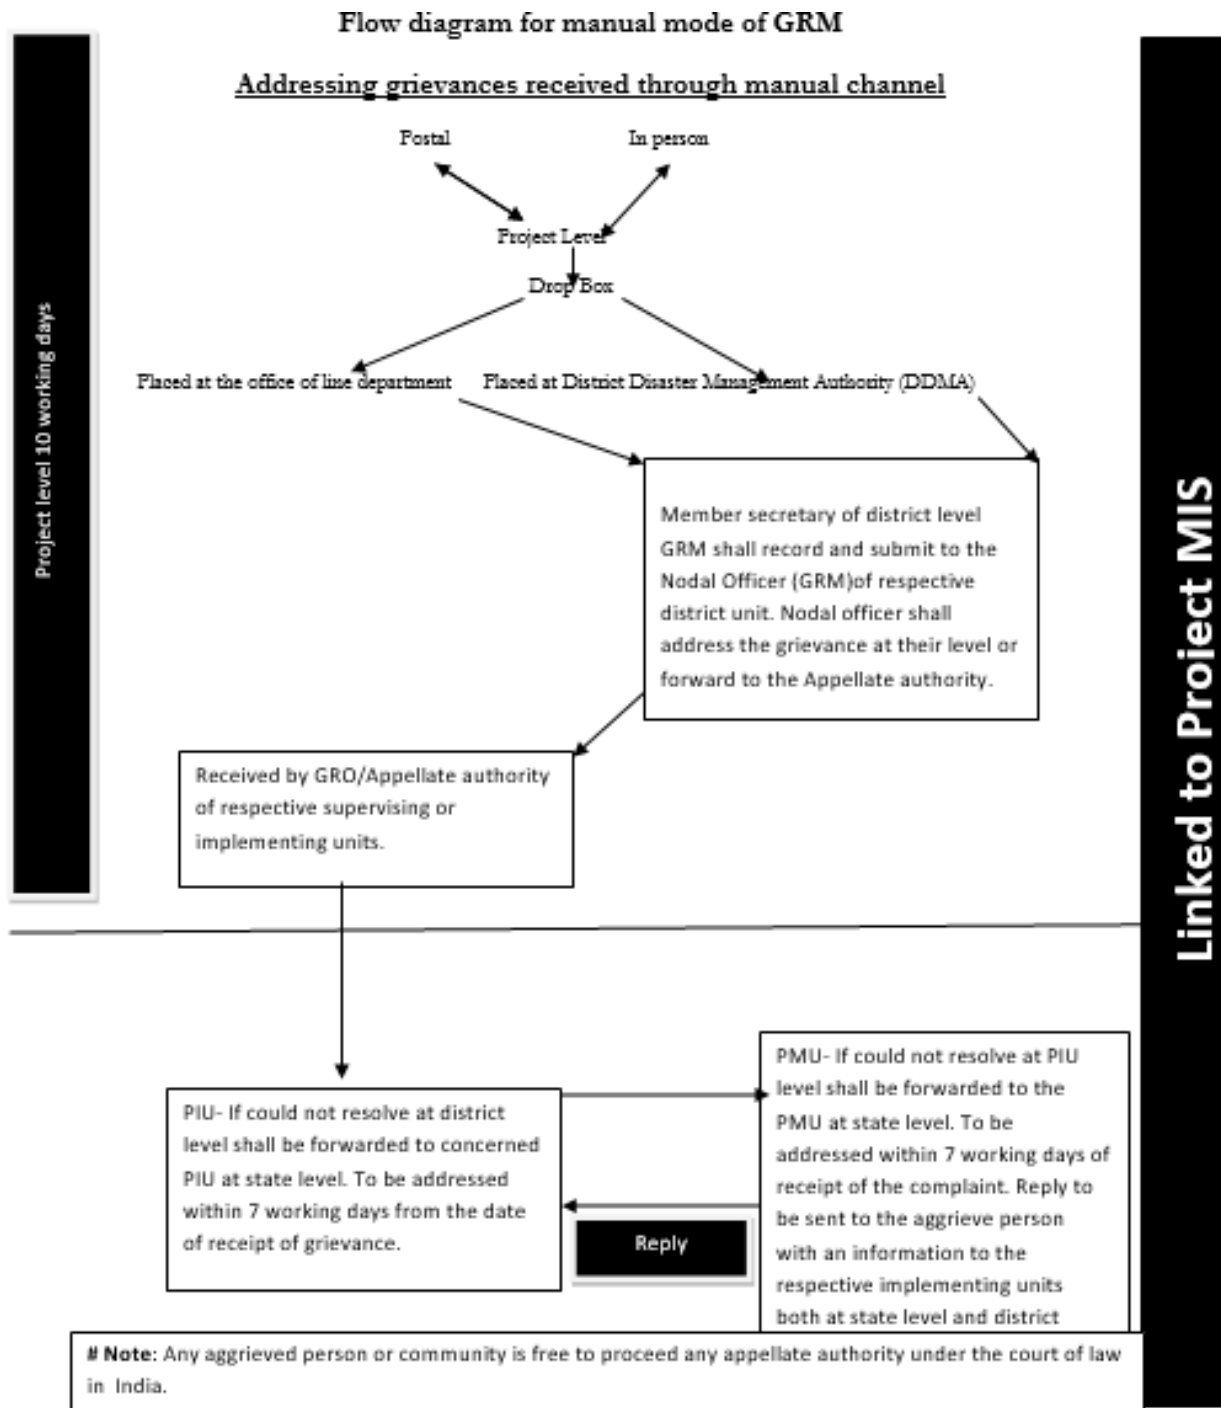 Flow diagram for manual mode of GRM
Addressing grievances received through manual channel
Postal
In person
Project Level
Drop Box
Placed at the office of line department
Placed at District Disaster Management Authority (DDMA)
Project level 10 working days
Member secretary of district level
GRM shall record and submit to the
Nodal Officer (GRM)of respective
district unit. Nodal officer shall
address the grievance at their level or
forward to the Appellate authority.
Received by GRO/Appellate authority
of respective supervising or
implementing units.
Linked to Project MIS
PIU- If could not resolve at district
level shall be forwarded to concerned
PIU at state level. To be addressed
within 7 working days from the date
of receipt of grievance.
Reply
PMU- If could not resolve at PIU
level shall be forwarded to the
PMU at state level. To be
addressed within 7 working days of
receipt of the complaint. Reply to
be sent to the aggrieve person
with an information to the
respective implementing units
both at state level and district
# Note: Any aggrieved person or community is free to proceed any appellate authority under the court of law
in India.